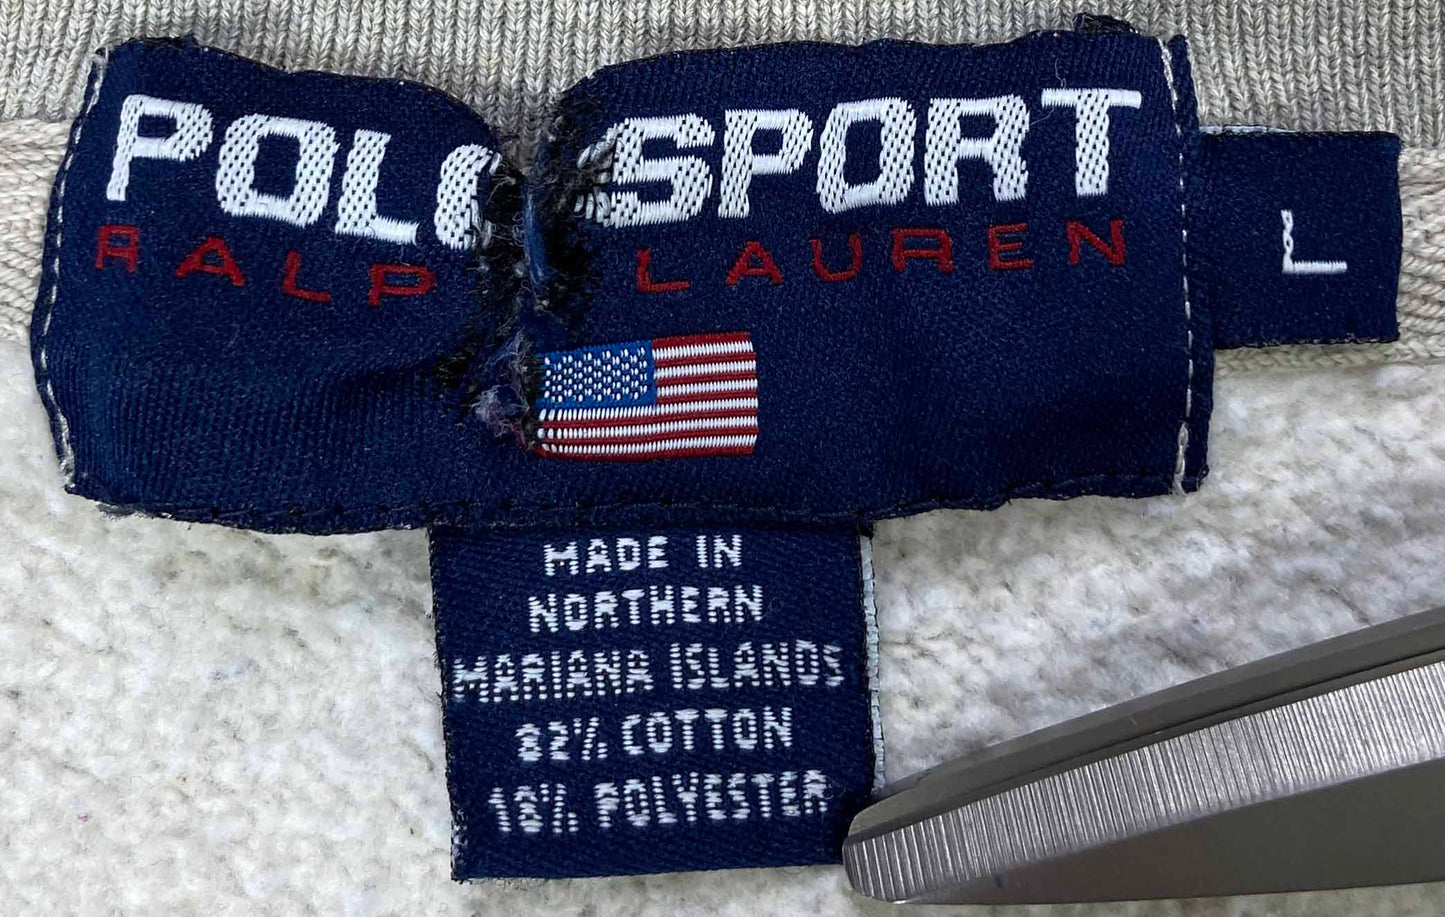 POLO SPORT
RALPH LAUREN
L
MADE IN
NORTHERN
MARIANA ISLANDS
82% COTTON
18% POLYESTER